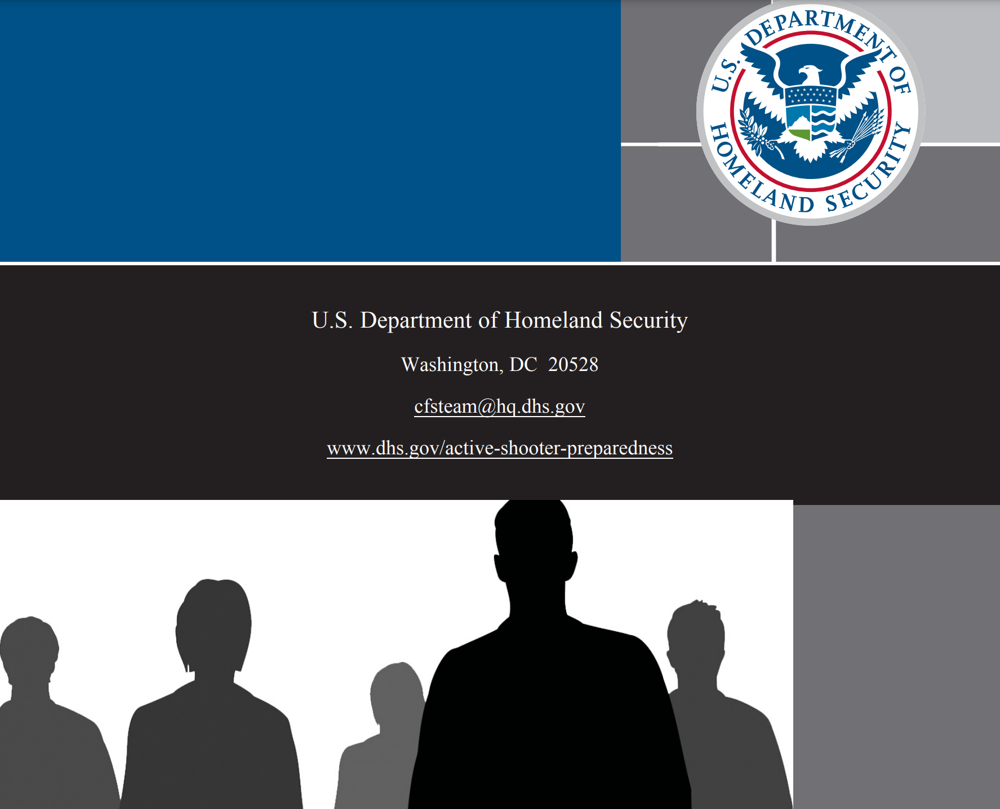 U.S. DEPARTMENT OF
HOMELAND SECURITY
U.S. Department of Homeland Security
Washington, DC  20528
cfsteam@hq.dhs.gov
www.dhs.gov/active-shooter-preparedness